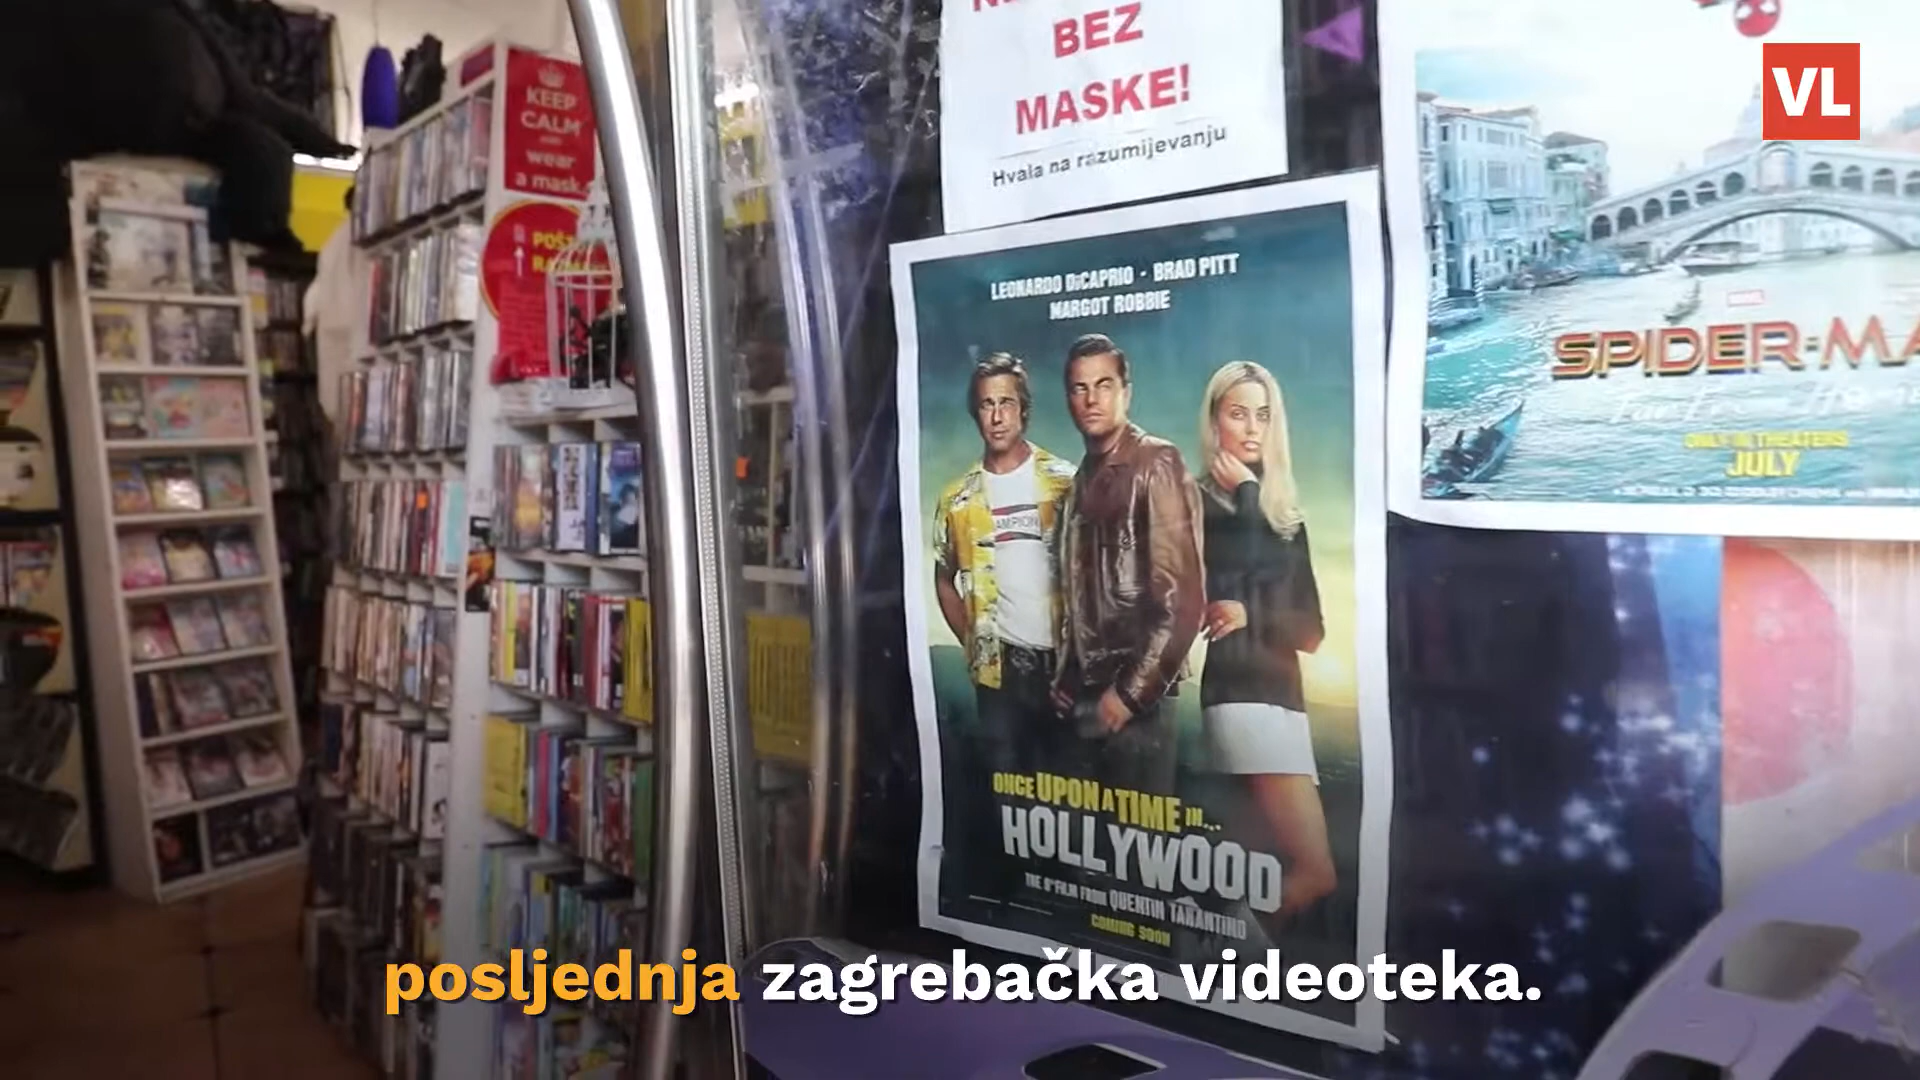 BEZ
MASKE!
Hvala na razumijevanju
VL
KEEP
CALM
wear
a mask.
LEONARDO DiCAPRIO · BRAD PITT
MARGOT ROBBIE
MARVEL
SPIDER-MA
ONLY IN THEATERS
JULY
AMPION
ONCE UPON A TIME IN...
HOLLYWOOD
THE 9TH FILM FROM QUENTIN TARANTINO
COMING SOON
posljednja zagrebačka videoteka.